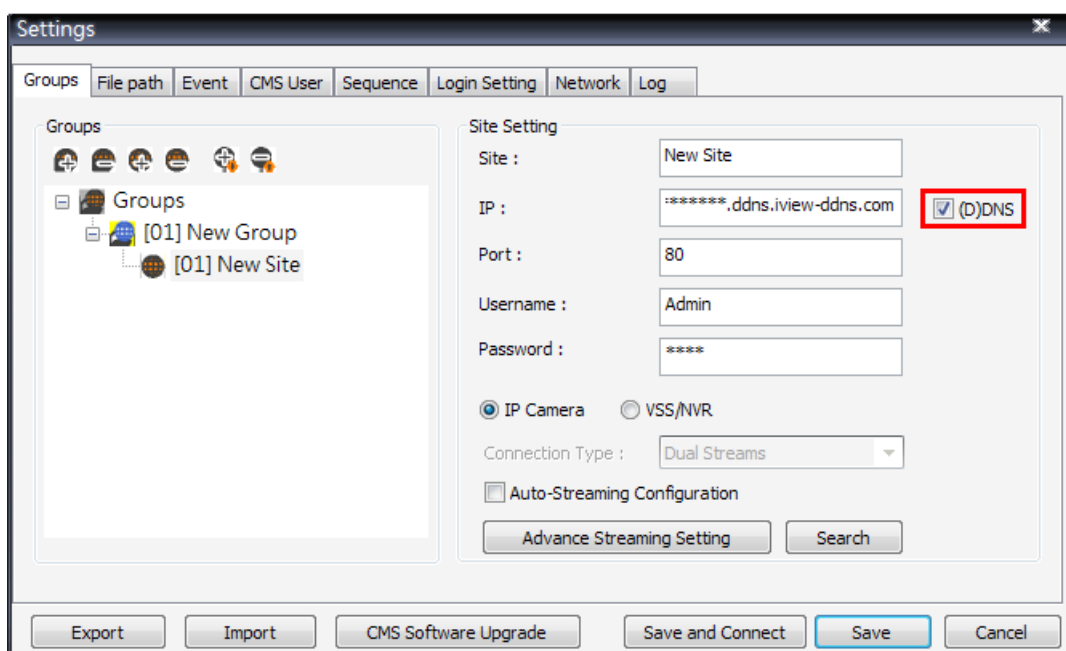 Settings
Groups File path Event CMS User Sequence Login Setting Network Log
Groups
Groups
[01] New Group
[01] New Site
Site Setting
Site : New Site
IP : :*******.ddns.iview-ddns.com (D)DNS
Port : 80
Username : Admin
Password : ****
IP Camera VSS/NVR
Connection Type : Dual Streams
Auto-Streaming Configuration
Advance Streaming Setting Search
Export Import CMS Software Upgrade Save and Connect Save Cancel